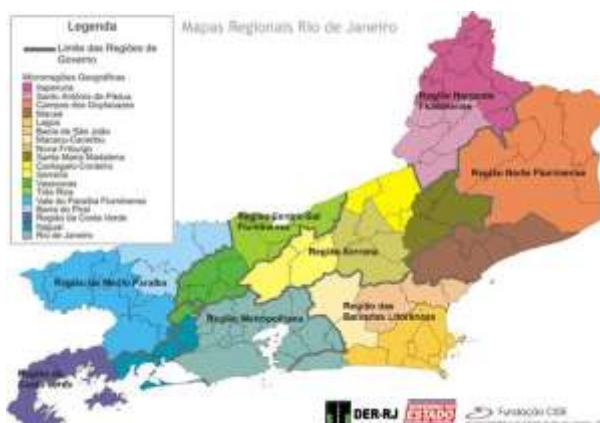 Legenda
Mapas Regionais Rio de Janeiro
Limite das Regiões de
Governo
Microrregiões Geográficas
Itaperuna
Santo Antônio de Pádua
Campos dos Goytacazes
Macaé
Lagos
Bacia de São João
Macacu-Caceribu
Nova Friburgo
Santa Maria Madalena
Cantagalo-Cordeiro
Serrana
Vassouras
Três Rios
Vale do Paraíba Fluminense
Barra do Piraí
Região da Costa Verde
Itaguaí
Rio de Janeiro
Região Noroeste
Fluminense
Região Norte Fluminense
Região Centro-Sul
Fluminense
Região Serrana
Região do Médio Paraíba
Região das
Baixadas Litorâneas
Região Metropolitana
Região da
Costa Verde
DER-RJ
ESTADO
Fundação CIDE